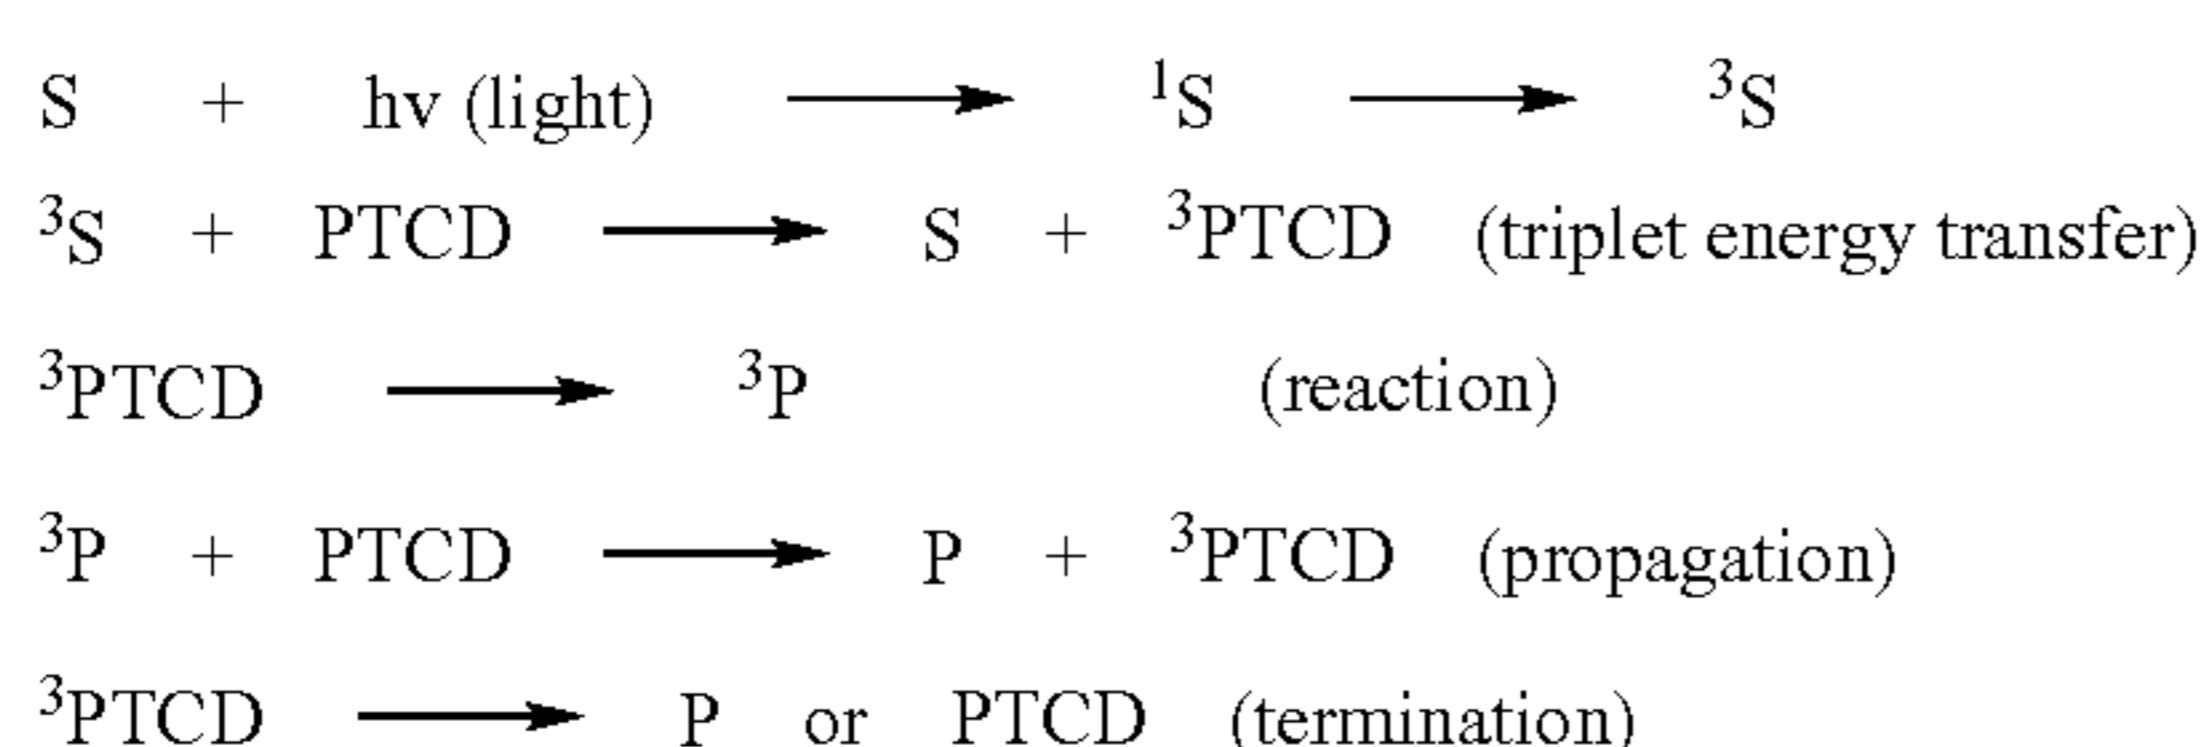 S + hν (light) ⟶ ¹S ⟶ ³S
³S + PTCD ⟶ S + ³PTCD (triplet energy transfer)
³PTCD ⟶ ³P (reaction)
³P + PTCD ⟶ P + ³PTCD (propagation)
³PTCD ⟶ P or PTCD (termination)